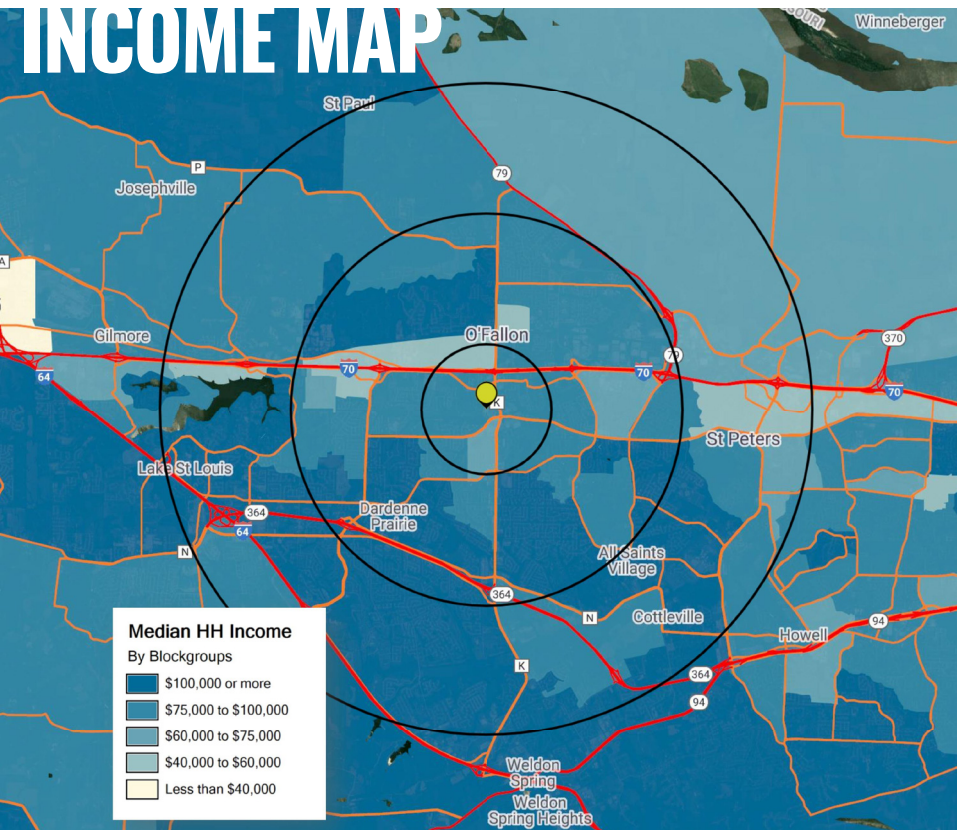 INCOME MAP
Winneberger
St Paul
P
79
Josephville
A
O'Fallon
Gilmore
370
70
64
70
70
70
K
St Peters
Lake St Louis
364
Dardenne
Prairie
64
N
All Saints
Village
364
N
Cottleville
94
Howell
K
364
94
Weldon
Spring
Weldon
Spring Heights
Median HH Income
By Blockgroups
$100,000 or more
$75,000 to $100,000
$60,000 to $75,000
$40,000 to $60,000
Less than $40,000